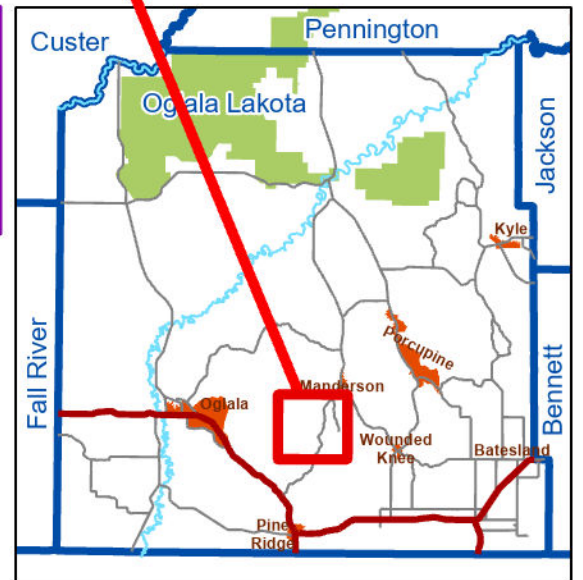 Custer
Pennington
Oglala Lakota
Jackson
Kyle
Porcupine
Fall River
Manderson
Oglala
Bennett
Wounded
Knee
Batesland
Pine
Ridge